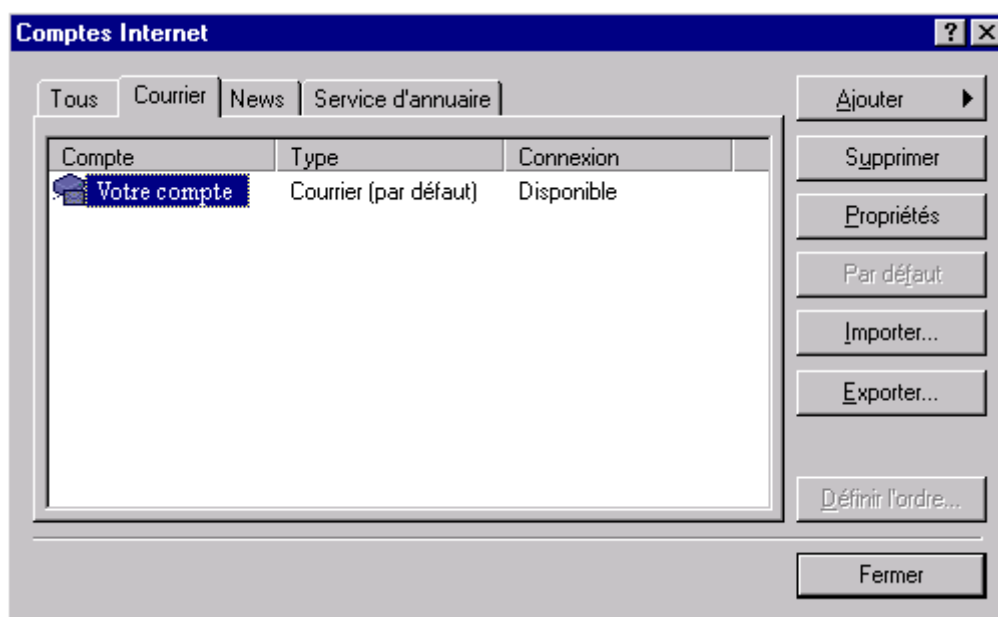 Comptes Internet
Tous Courrier News Service d'annuaire
Ajouter
Compte Type Connexion
Supprimer
Votre compte Courrier (par défaut) Disponible
Propriétés
Par défaut
Importer...
Exporter...
Définir l'ordre...
Fermer